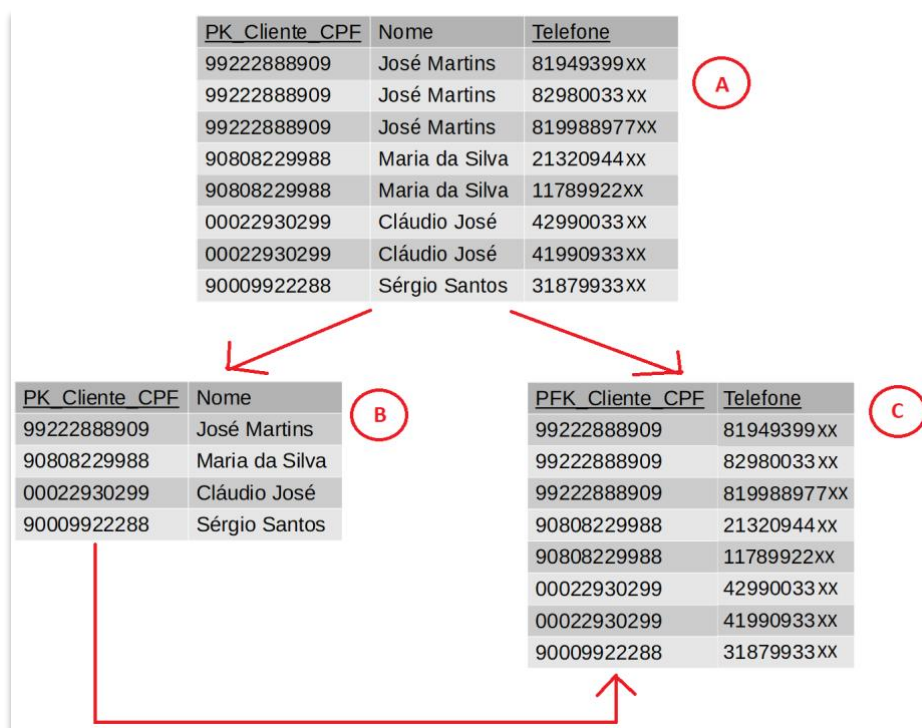 PK_Cliente_CPF Nome Telefone
99222888909 José Martins 81949399xx
99222888909 José Martins 82980033xx
99222888909 José Martins 819988977xx
90808229988 Maria da Silva 21320944xx
90808229988 Maria da Silva 11789922xx
00022930299 Cláudio José 42990033xx
00022930299 Cláudio José 41990933xx
90009922288 Sérgio Santos 31879933xx
A
PK_Cliente_CPF Nome
99222888909 José Martins
90808229988 Maria da Silva
00022930299 Cláudio José
90009922288 Sérgio Santos
B
PFK_Cliente_CPF Telefone
99222888909 81949399xx
99222888909 82980033xx
99222888909 819988977xx
90808229988 21320944xx
90808229988 11789922xx
00022930299 42990033xx
00022930299 41990933xx
90009922288 31879933xx
C